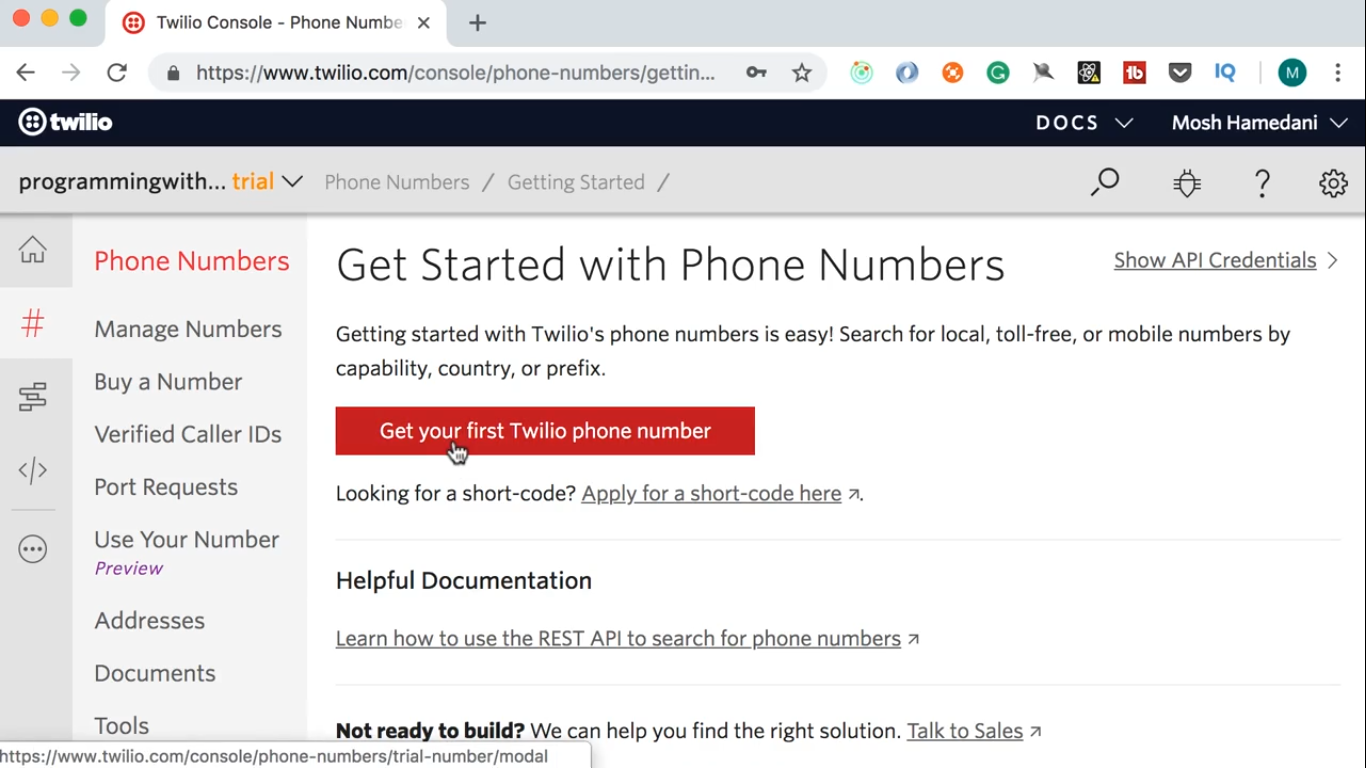 Twilio Console - Phone Numbe
https://www.twilio.com/console/phone-numbers/gettin...
G
tb
IQ
M
twilio
DOCS
Mosh Hamedani
programmingwith... trial
Phone Numbers / Getting Started /
?
Phone Numbers
Get Started with Phone Numbers
Show API Credentials
#
Manage Numbers
Getting started with Twilio's phone numbers is easy! Search for local, toll-free, or mobile numbers by
capability, country, or prefix.
Buy a Number
Get your first Twilio phone number
Verified Caller IDs
Port Requests
Looking for a short-code? Apply for a short-code here ↗.
</>
Use Your Number
Preview
Helpful Documentation
Addresses
Learn how to use the REST API to search for phone numbers ↗
Documents
Tools
Not ready to build? We can help you find the right solution. Talk to Sales ↗
https://www.twilio.com/console/phone-numbers/trial-number/modal